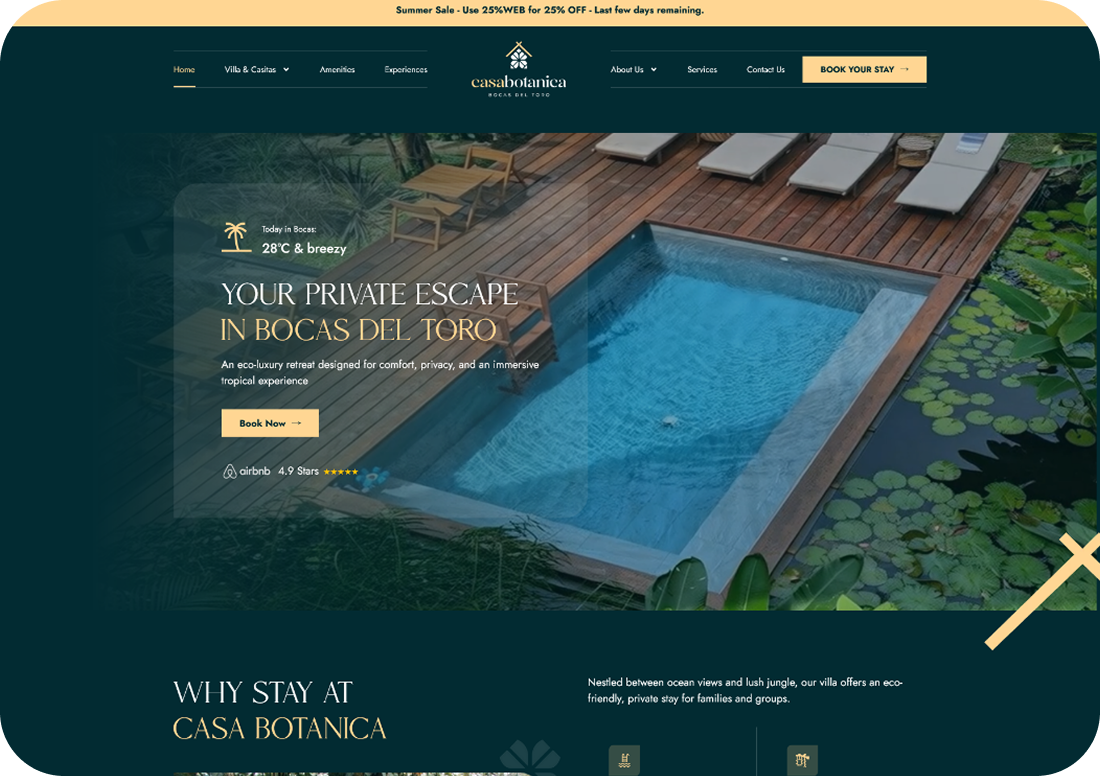 Summer Sale - Use 25%WEB for 25% OFF - Last few days remaining.
Home
Villa & Casitas
Amenities
Experiences
casabotanica
BOCAS DEL TORO
About Us
Services
Contact Us
BOOK YOUR STAY →
Today in Bocas:
28°C & breezy
YOUR PRIVATE ESCAPE
IN BOCAS DEL TORO
An eco-luxury retreat designed for comfort, privacy, and an immersive
tropical experience
Book Now →
airbnb 4.9 Stars ★★★★★
WHY STAY AT
CASA BOTANICA
Nestled between ocean views and lush jungle, our villa offers an eco-
friendly, private stay for families and groups.